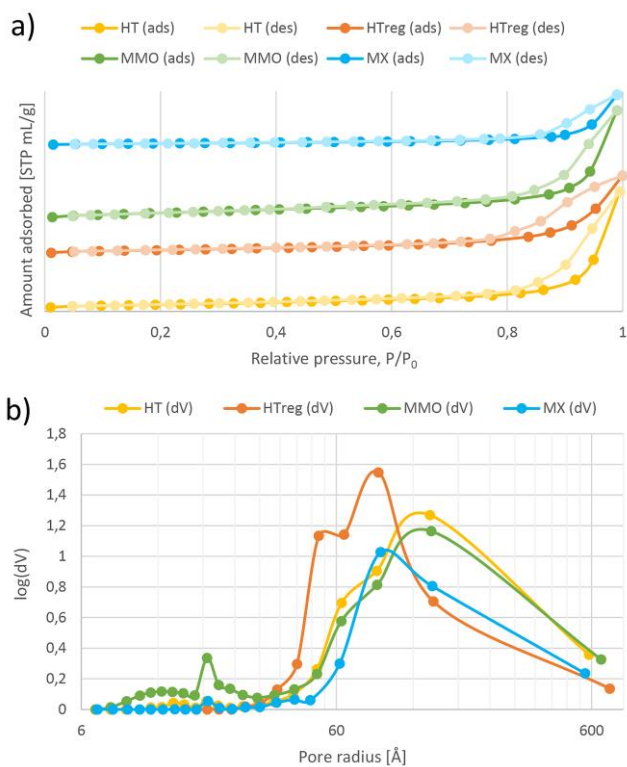 a)
HT (ads) HT (des) HTreg (ads) HTreg (des)
MMO (ads) MMO (des) MX (ads) MX (des)
Amount adsorbed [STP mL/g]
0 0,2 0,4 0,6 0,8 1
Relative pressure, P/P0
b)
HT (dV) HTreg (dV) MMO (dV) MX (dV)
1,8
1,6
1,4
1,2
1
0,8
0,6
0,4
0,2
0
log(dV)
6 60 600
Pore radius [Å]